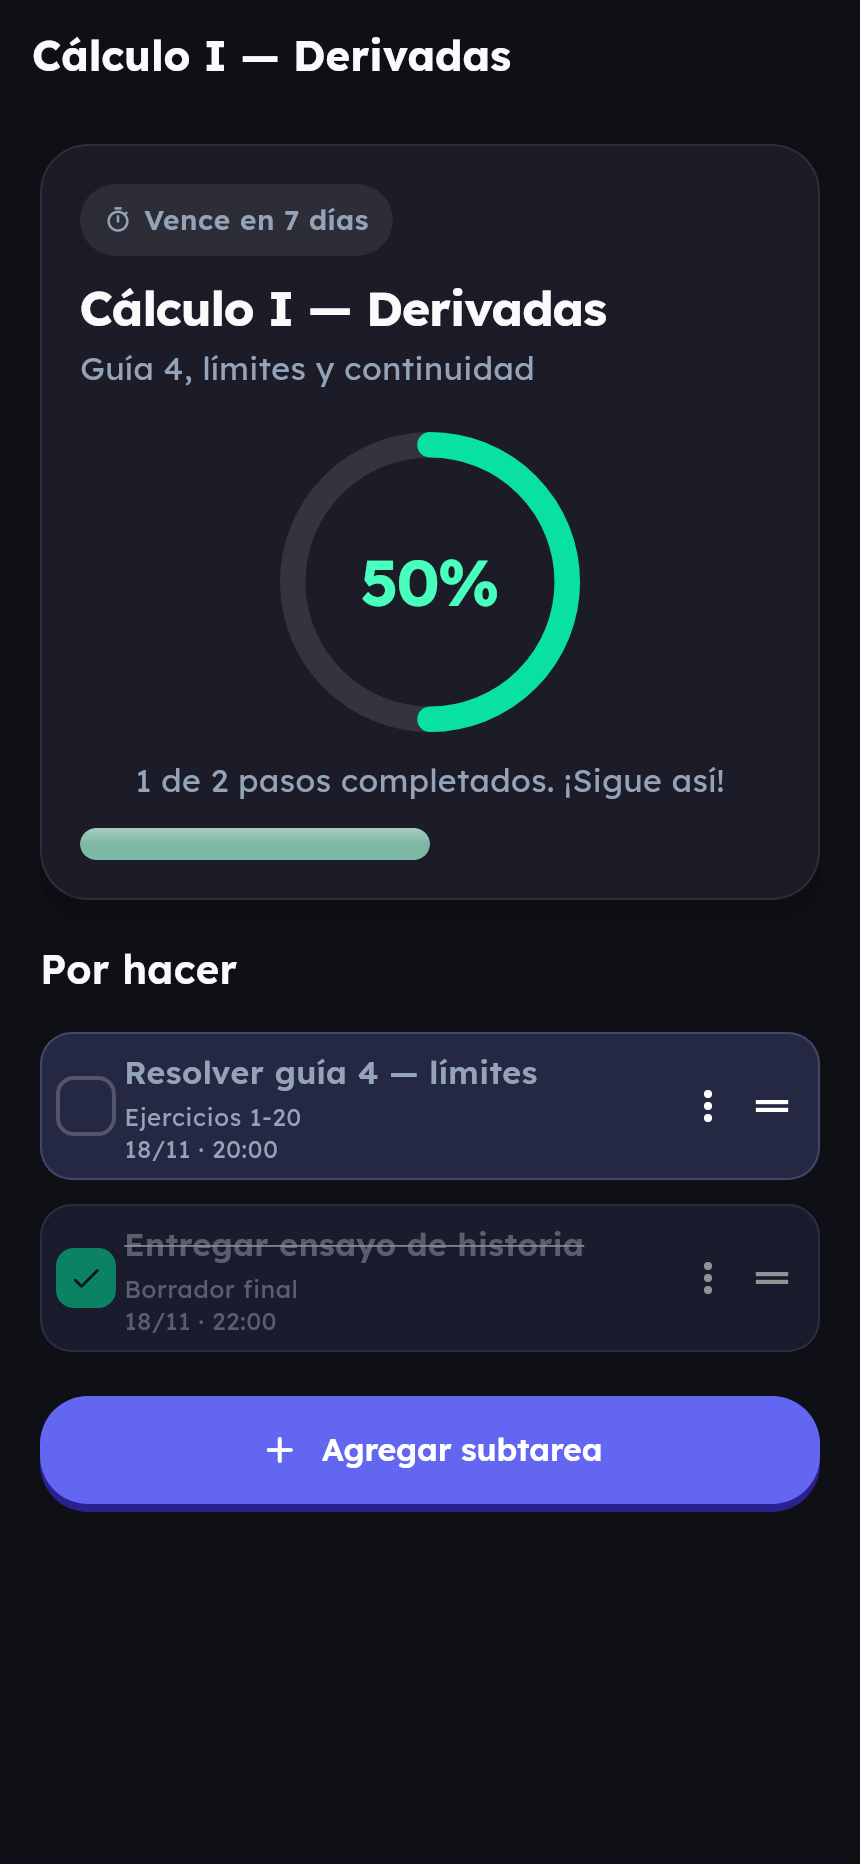 Cálculo I — Derivadas
Vence en 7 días
Cálculo I — Derivadas
Guía 4, límites y continuidad
50%
1 de 2 pasos completados. ¡Sigue así!
Por hacer
Resolver guía 4 — límites
Ejercicios 1-20
18/11 · 20:00
Entregar ensayo de historia
Borrador final
18/11 · 22:00
Agregar subtarea